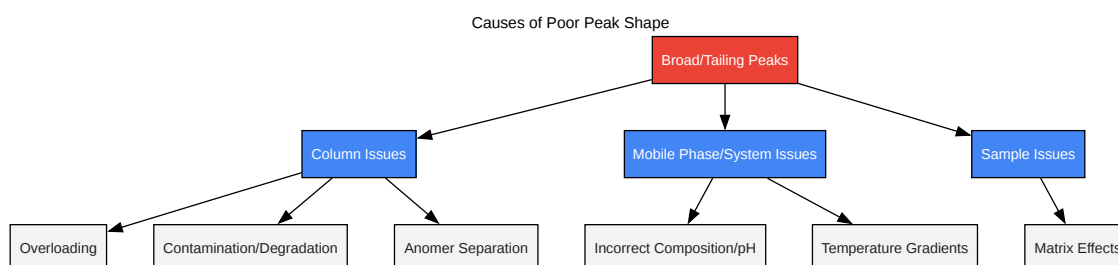 Causes of Poor Peak Shape
Broad/Tailing Peaks
Column Issues
Mobile Phase/System Issues
Sample Issues
Overloading
Contamination/Degradation
Anomer Separation
Incorrect Composition/pH
Temperature Gradients
Matrix Effects